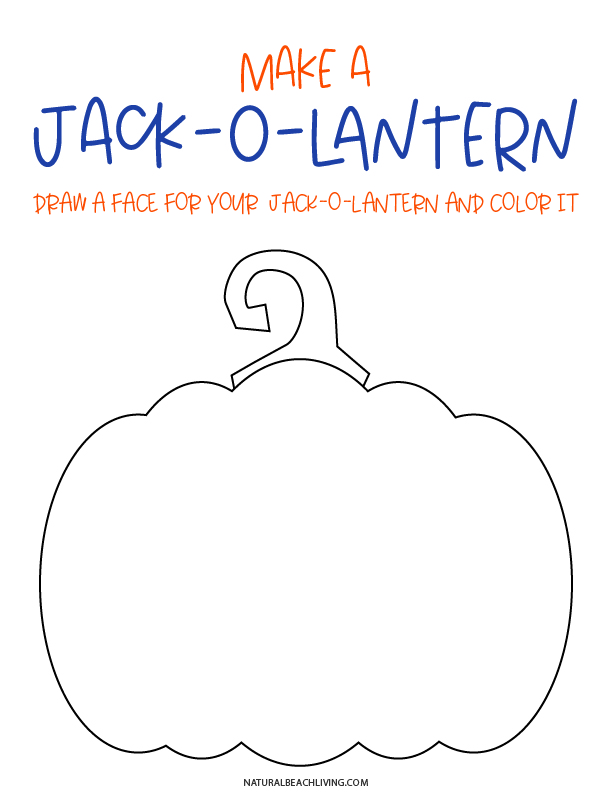 MAKE A
JACK-O-LANTERN
DRAW A FACE FOR YOUR JACK-O-LANTERN AND COLOR IT
NATURALBEACHLIVING.COM